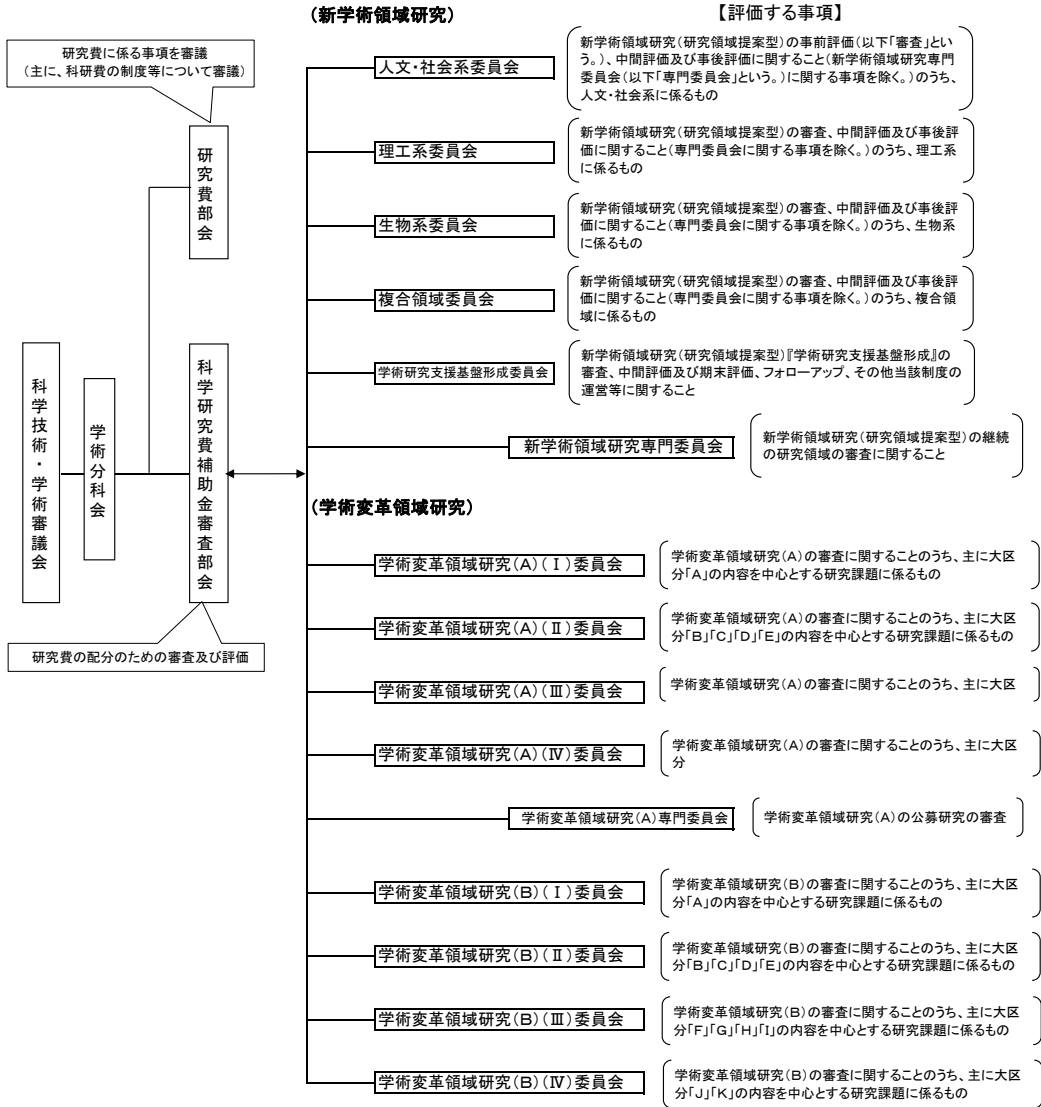 (新学術領域研究)
【評価する事項】
研究費に係る事項を審議
(主に、科研費の制度等について審議)
研究費部会
科学技術・学術審議会
学術分科会
科学研究費補助金審査部会
研究費の配分のための審査及び評価
人文・社会系委員会
新学術領域研究(研究領域提案型)の事前評価(以下「審査」とい
う。)、中間評価及び事後評価に関すること(新学術領域研究専門
委員会(以下「専門委員会」という。)に関する事項を除く。)のうち、
人文・社会系に係るもの
理工系委員会
新学術領域研究(研究領域提案型)の審査、中間評価及び事後評
価に関すること(専門委員会に関する事項を除く。)のうち、理工系
に係るもの
生物系委員会
新学術領域研究(研究領域提案型)の審査、中間評価及び事後評
価に関すること(専門委員会に関する事項を除く。)のうち、生物系
に係るもの
複合領域委員会
新学術領域研究(研究領域提案型)の審査、中間評価及び事後評
価に関すること(専門委員会に関する事項を除く。)のうち、複合領
域に係るもの
学術研究支援基盤形成委員会
新学術領域研究(研究領域提案型)『学術研究支援基盤形成』の
審査、中間評価及び期末評価、フォローアップ、その他当該制度の
運営等に関すること
新学術領域研究専門委員会
新学術領域研究(研究領域提案型)の継続
の研究領域の審査に関すること
(学術変革領域研究)
学術変革領域研究(A)(Ⅰ)委員会
学術変革領域研究(A)の審査に関することのうち、主に大区
分「A」の内容を中心とする研究課題に係るもの
学術変革領域研究(A)(Ⅱ)委員会
学術変革領域研究(A)の審査に関することのうち、主に大区
分「B」「C」「D」「E」の内容を中心とする研究課題に係るもの
学術変革領域研究(A)(Ⅲ)委員会
学術変革領域研究(A)の審査に関することのうち、主に大区
学術変革領域研究(A)(Ⅳ)委員会
学術変革領域研究(A)の審査に関することのうち、主に大区
分
学術変革領域研究(A)専門委員会
学術変革領域研究(A)の公募研究の審査
学術変革領域研究(B)(Ⅰ)委員会
学術変革領域研究(B)の審査に関することのうち、主に大区
分「A」の内容を中心とする研究課題に係るもの
学術変革領域研究(B)(Ⅱ)委員会
学術変革領域研究(B)の審査に関することのうち、主に大区
分「B」「C」「D」「E」の内容を中心とする研究課題に係るもの
学術変革領域研究(B)(Ⅲ)委員会
学術変革領域研究(B)の審査に関することのうち、主に大区
分「F」「G」「H」「I」の内容を中心とする研究課題に係るもの
学術変革領域研究(B)(Ⅳ)委員会
学術変革領域研究(B)の審査に関することのうち、主に大区
分「J」「K」の内容を中心とする研究課題に係るもの